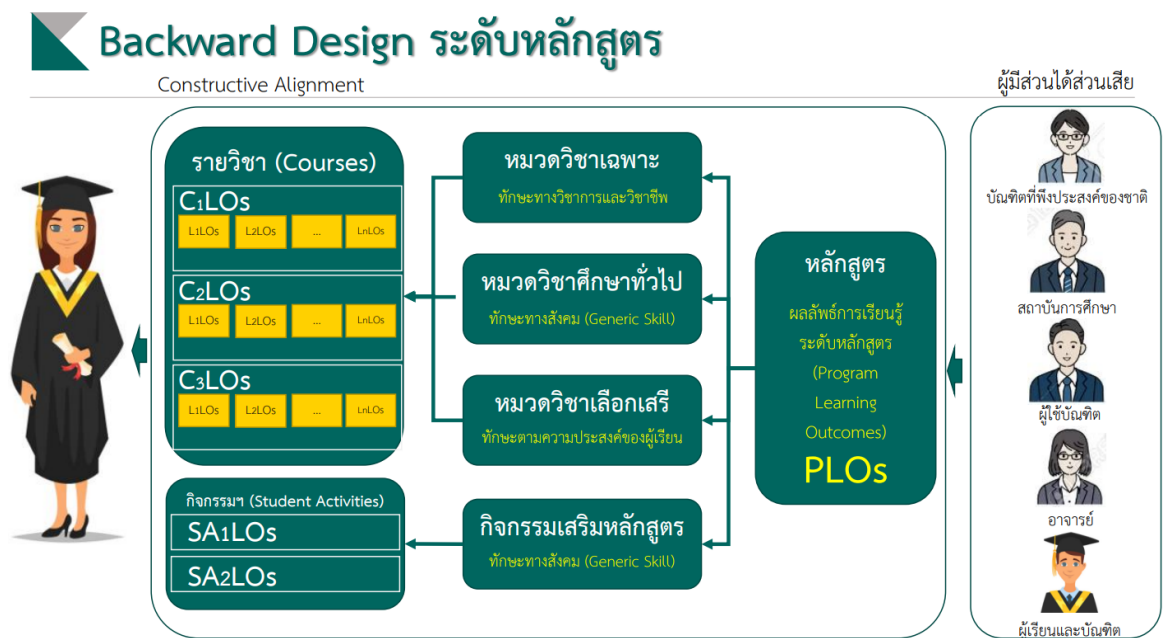 Backward Design ระดับหลักสูตร
Constructive Alignment
ผู้มีส่วนได้ส่วนเสีย
รายวิชา (Courses)
C1LOs
L1LOs L2LOs ... LnLOs
C2LOs
L1LOs L2LOs ... LnLOs
C3LOs
L1LOs L2LOs ... LnLOs
กิจกรรมฯ (Student Activities)
SA1LOs
SA2LOs
หมวดวิชาเฉพาะ
ทักษะทางวิชาการและวิชาชีพ
หมวดวิชาศึกษาทั่วไป
ทักษะทางสังคม (Generic Skill)
หมวดวิชาเลือกเสรี
ทักษะตามความประสงค์ของผู้เรียน
กิจกรรมเสริมหลักสูตร
ทักษะทางสังคม (Generic Skill)
หลักสูตร
ผลลัพธ์การเรียนรู้
ระดับหลักสูตร
(Program
Learning
Outcomes)
PLOs
บัณฑิตที่พึงประสงค์ของชาติ
สถาบันการศึกษา
ผู้ใช้บัณฑิต
อาจารย์
ผู้เรียนและบัณฑิต